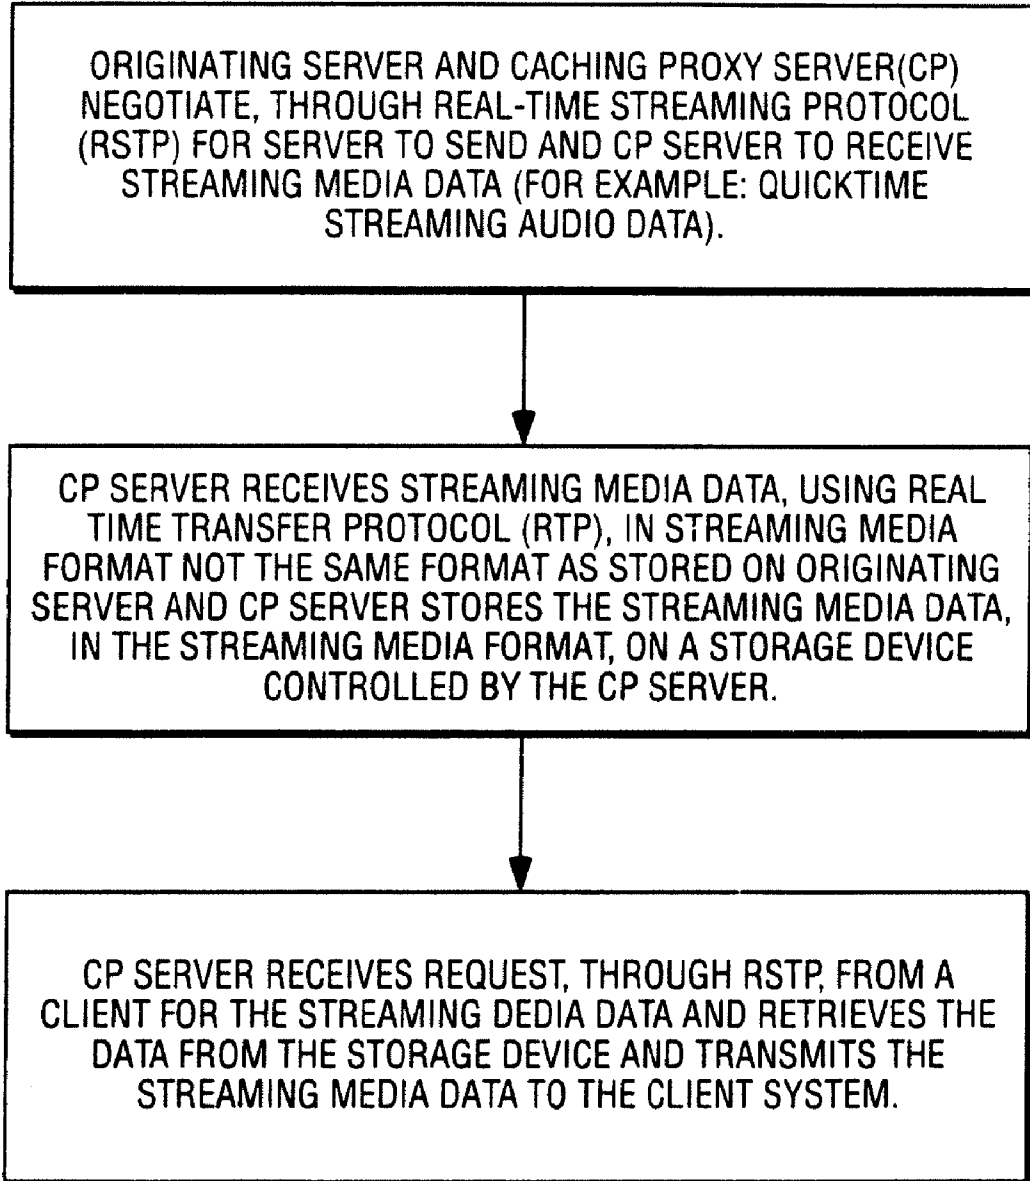 ORIGINATING SERVER AND CACHING PROXY SERVER(CP)
NEGOTIATE, THROUGH REAL-TIME STREAMING PROTOCOL
(RSTP) FOR SERVER TO SEND AND CP SERVER TO RECEIVE
STREAMING MEDIA DATA (FOR EXAMPLE: QUICKTIME
STREAMING AUDIO DATA).
CP SERVER RECEIVES STREAMING MEDIA DATA, USING REAL
TIME TRANSFER PROTOCOL (RTP), IN STREAMING MEDIA
FORMAT NOT THE SAME FORMAT AS STORED ON ORIGINATING
SERVER AND CP SERVER STORES THE STREAMING MEDIA DATA,
IN THE STREAMING MEDIA FORMAT, ON A STORAGE DEVICE
CONTROLLED BY THE CP SERVER.
CP SERVER RECEIVES REQUEST, THROUGH RSTP, FROM A
CLIENT FOR THE STREAMING DEDIA DATA AND RETRIEVES THE
DATA FROM THE STORAGE DEVICE AND TRANSMITS THE
STREAMING MEDIA DATA TO THE CLIENT SYSTEM.